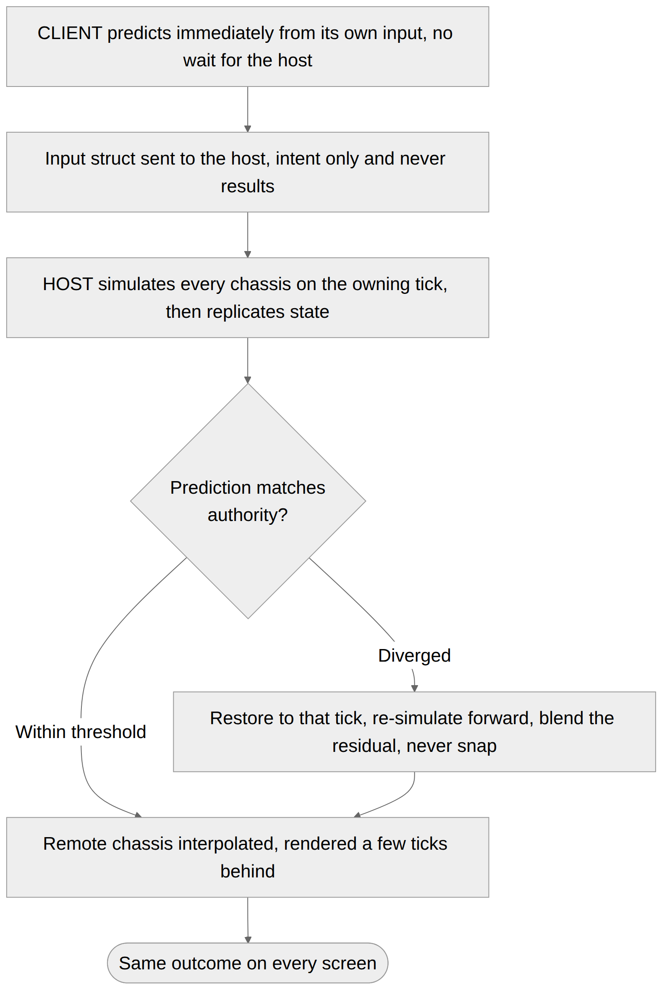 CLIENT predicts immediately from its own input, no
wait for the host
Input struct sent to the host, intent only and never
results
HOST simulates every chassis on the owning tick,
then replicates state
Prediction matches
authority?
Diverged
Restore to that tick, re-simulate forward, blend the
residual, never snap
Within threshold
Remote chassis interpolated, rendered a few ticks
behind
Same outcome on every screen